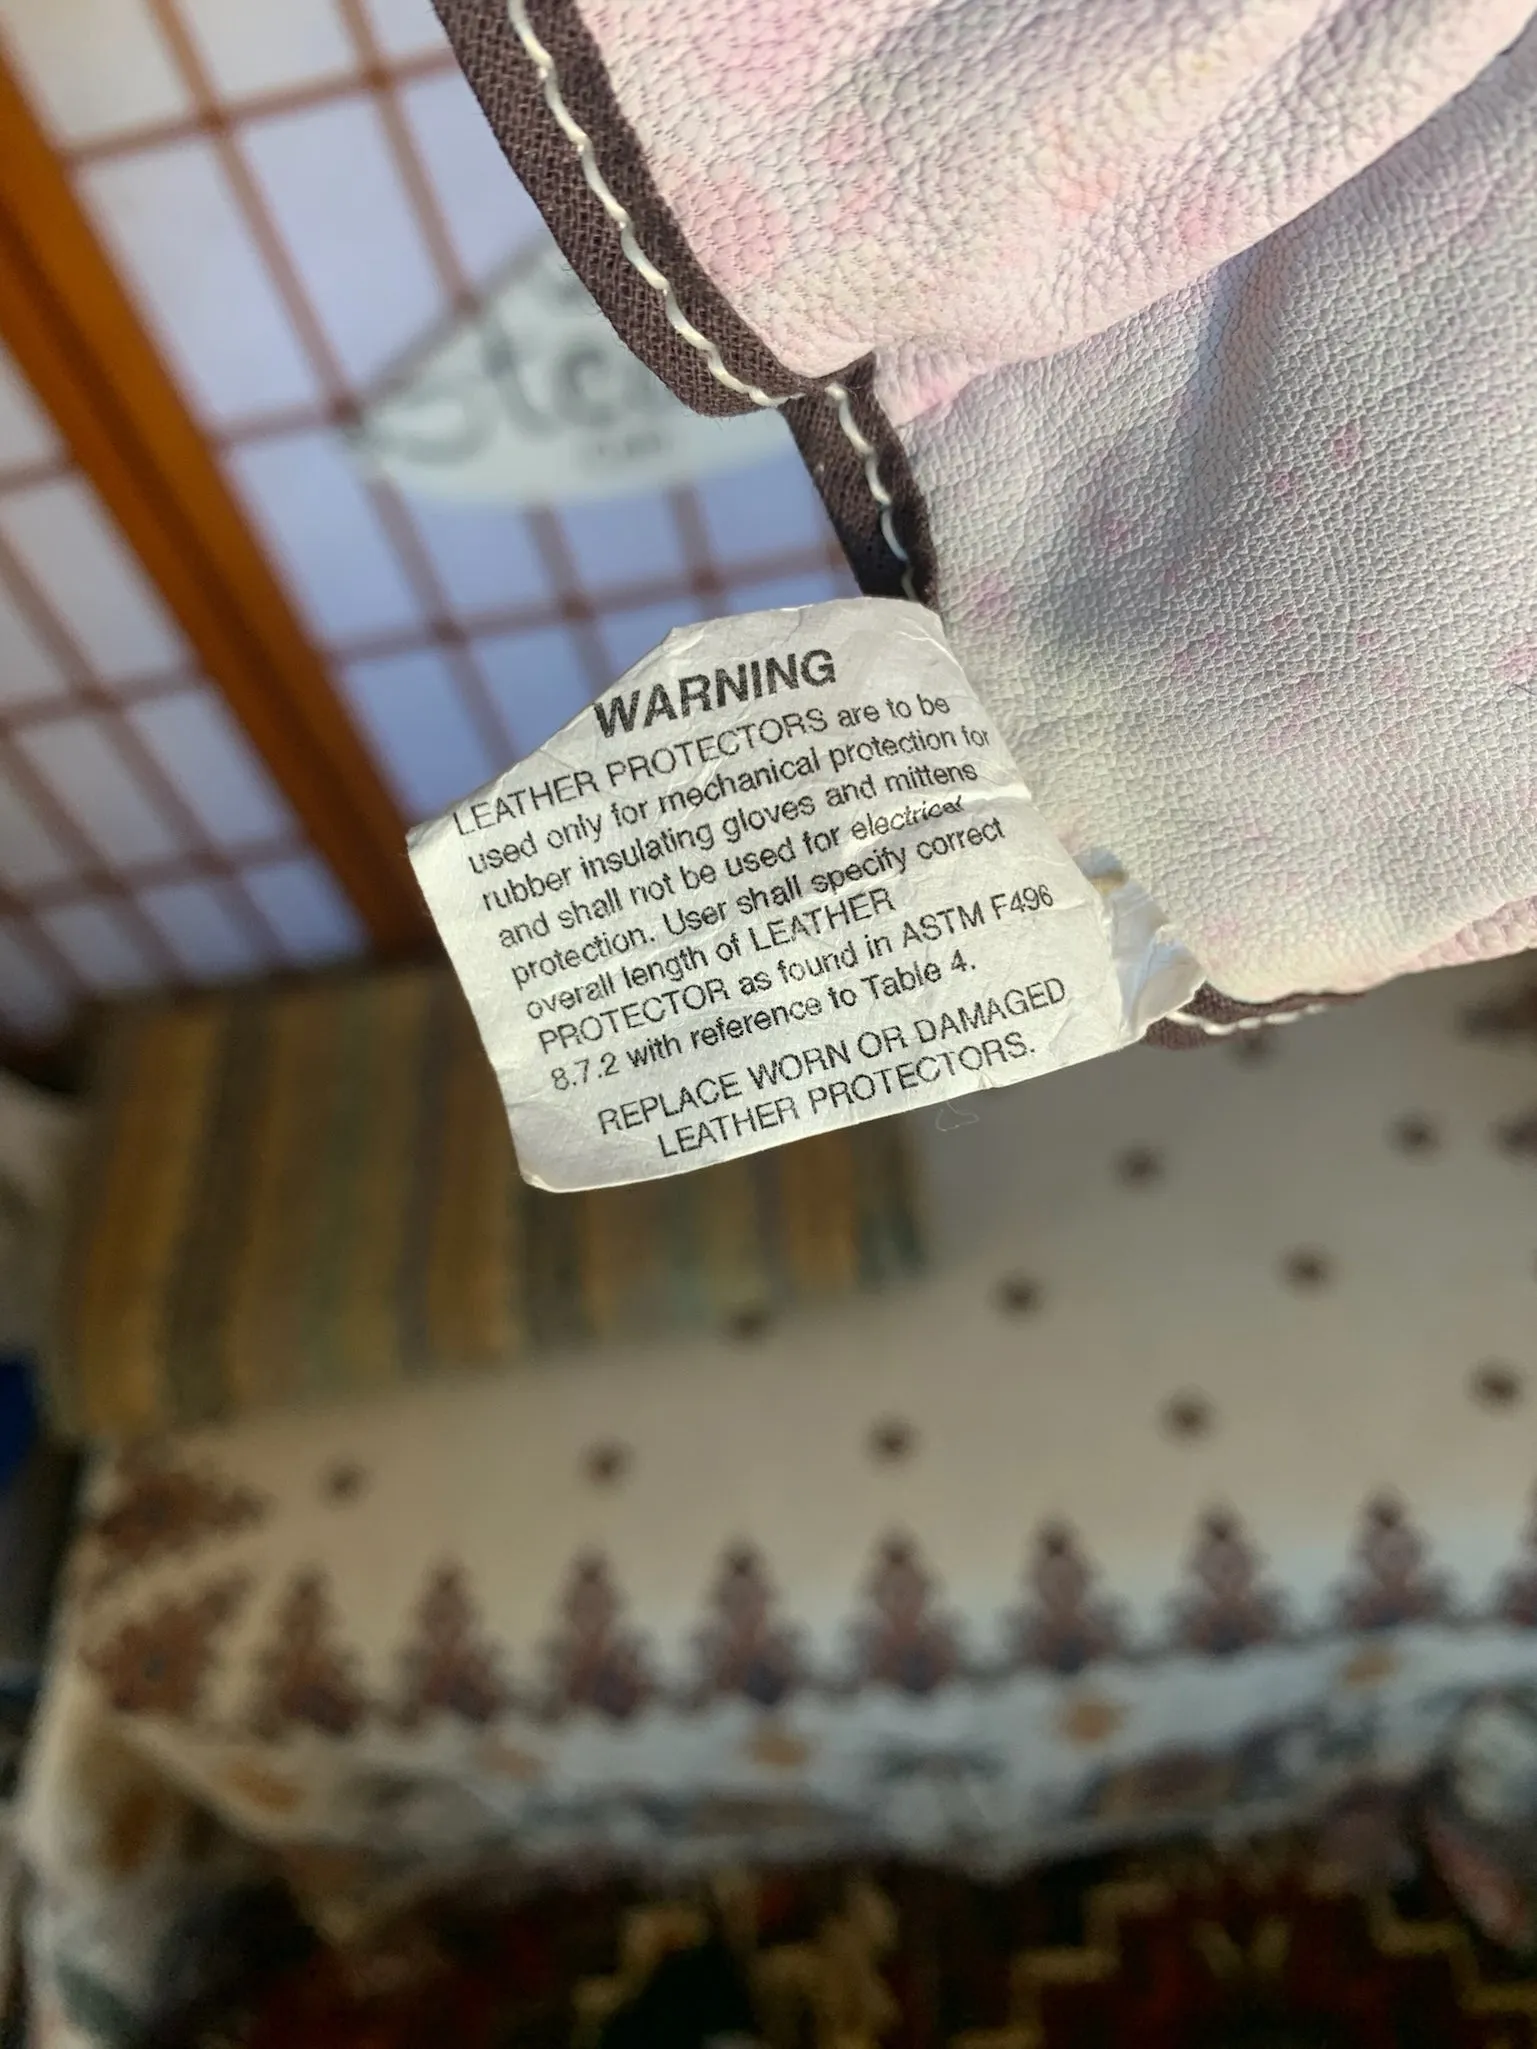 WARNING
LEATHER PROTECTORS are to be
used only for mechanical protection for
rubber insulating gloves and mittens
and shall not be used for electrical
protection. User shall specify correct
overall length of LEATHER
PROTECTOR as found in ASTM F496
8.7.2 with reference to Table 4.
REPLACE WORN OR DAMAGED
LEATHER PROTECTORS.